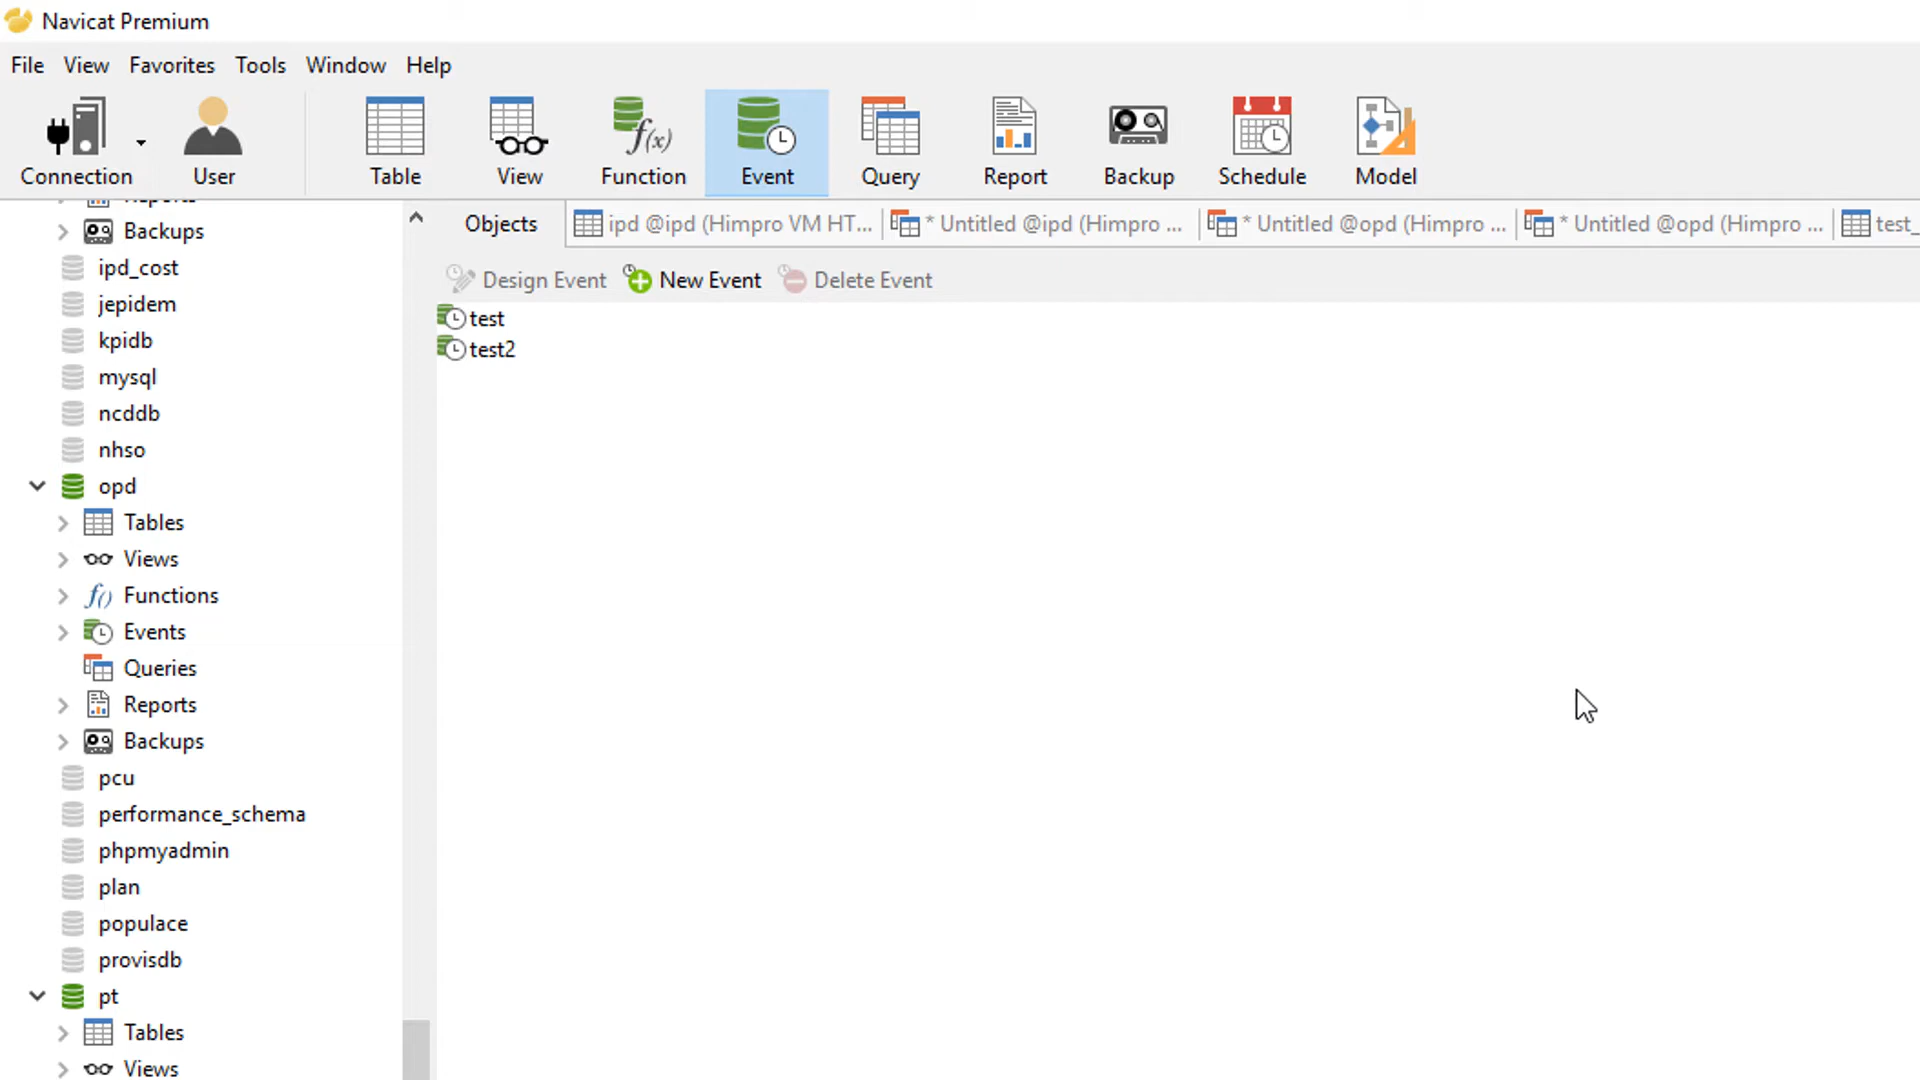 Navicat Premium
File View Favorites Tools Window Help
Connection User Table View Function Event Query Report Backup Schedule Model
Objects ipd @ipd (Himpro VM HT... * Untitled @ipd (Himpro ... * Untitled @opd (Himpro ... * Untitled @opd (Himpro ... test_
Design Event New Event Delete Event
test
test2
Reports
Backups
ipd_cost
jepidem
kpidb
mysql
ncddb
nhso
opd
Tables
Views
Functions
Events
Queries
Reports
Backups
pcu
performance_schema
phpmyadmin
plan
populace
provisdb
pt
Tables
Views